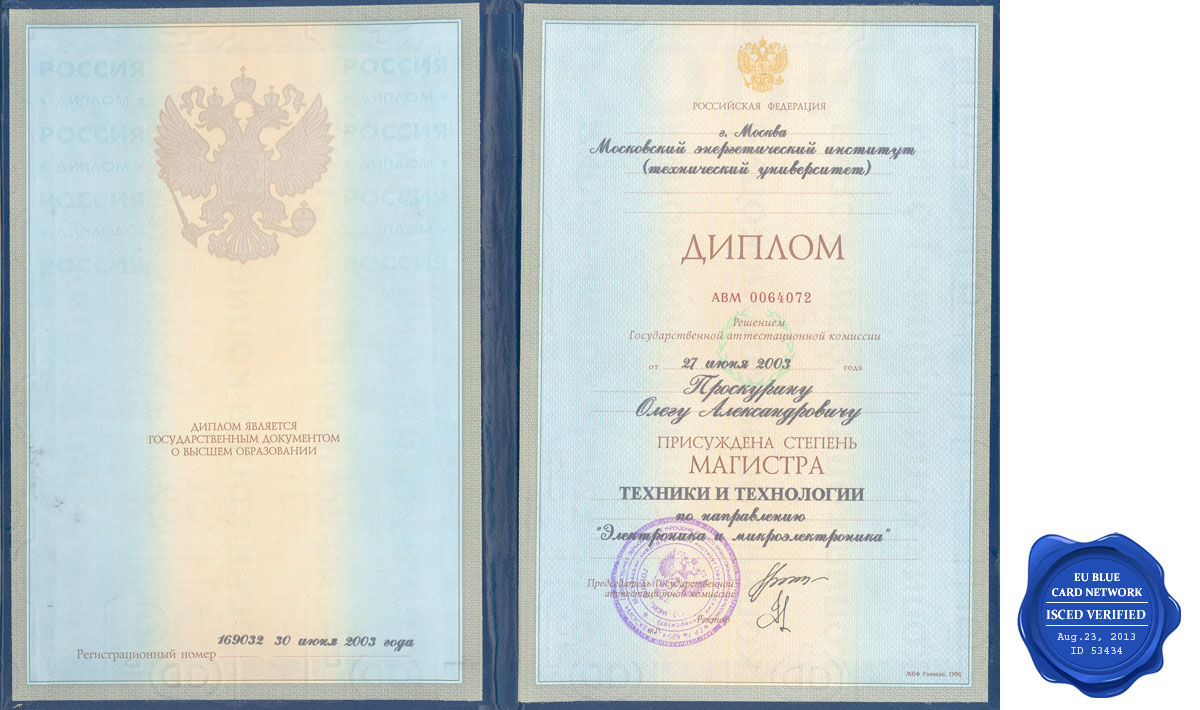 РОССИЯ РОССИЯ
• ДИПЛОМ • • ДИПЛОМ •
РОССИЯ РОССИЯ
• ДИПЛОМ • • ДИПЛОМ •
РОССИЯ РОССИЯ
• ДИПЛОМ • • ДИПЛОМ •
РОССИЯ РОССИЯ
ДИПЛОМ ЯВЛЯЕТСЯ
ГОСУДАРСТВЕННЫМ ДОКУМЕНТОМ
О ВЫСШЕМ ОБРАЗОВАНИИ
169032 30 июня 2003 года
Регистрационный номер
РОССИЙСКАЯ ФЕДЕРАЦИЯ
г. Москва
Московский энергетический институт
(технический университет)
ДИПЛОМ
АВМ 0064072
Решением
Государственной аттестационной комиссии
от 27 июня 2003 года
Проскурину
Олегу Александровичу
ПРИСУЖДЕНА СТЕПЕНЬ
МАГИСТРА
ТЕХНИКИ И ТЕХНОЛОГИИ
по направлению
"Электроника и микроэлектроника"
Председатель Государственной
аттестационной комиссии
Ректор
МПФ Гознака. 1996.
EU BLUE
CARD NETWORK
ISCED VERIFIED
Aug.23, 2013
ID 53434